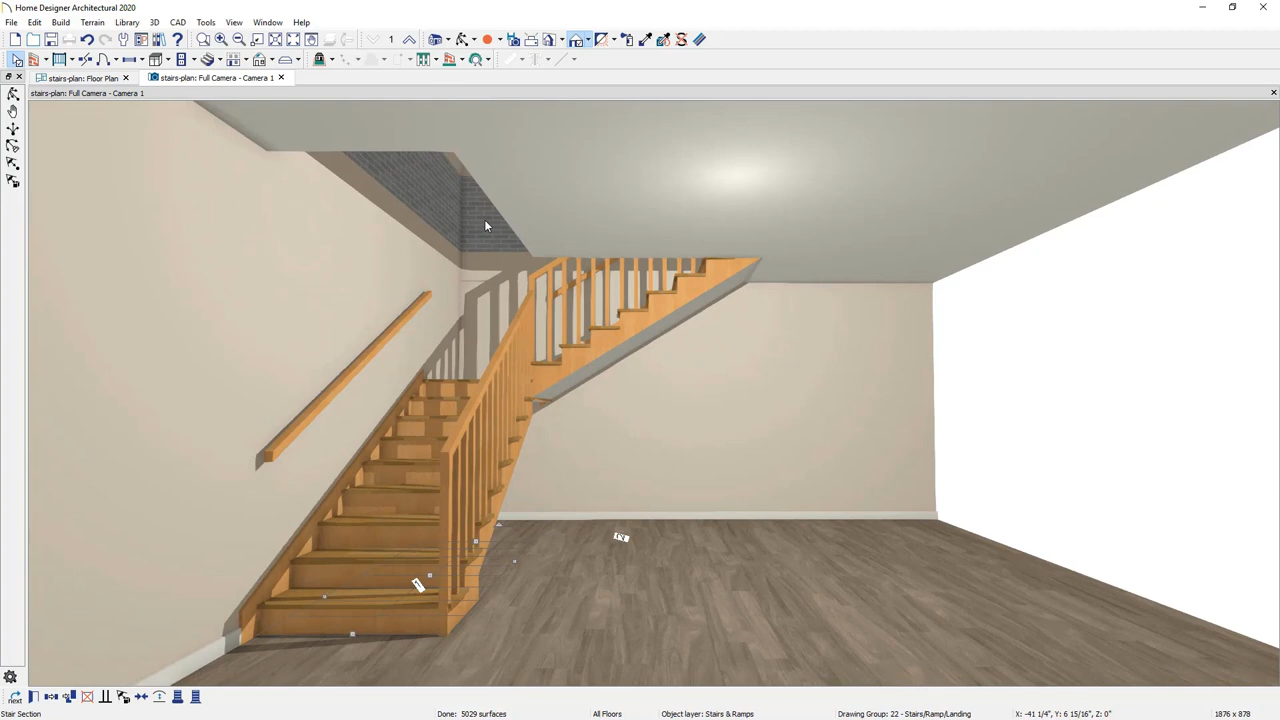 Home Designer Architectural 2020
File Edit Build Terrain Library 3D CAD Tools View Window Help
1
stairs-plan: Floor Plan stairs-plan: Full Camera - Camera 1
stairs-plan: Full Camera - Camera 1
next
Stair Section Done: 5029 surfaces All Floors Object layer: Stairs & Ramps Drawing Group: 22 - Stairs/Ramp/Landing X: -41 1/4", Y: 6 15/16", Z: 0" 1876 x 878